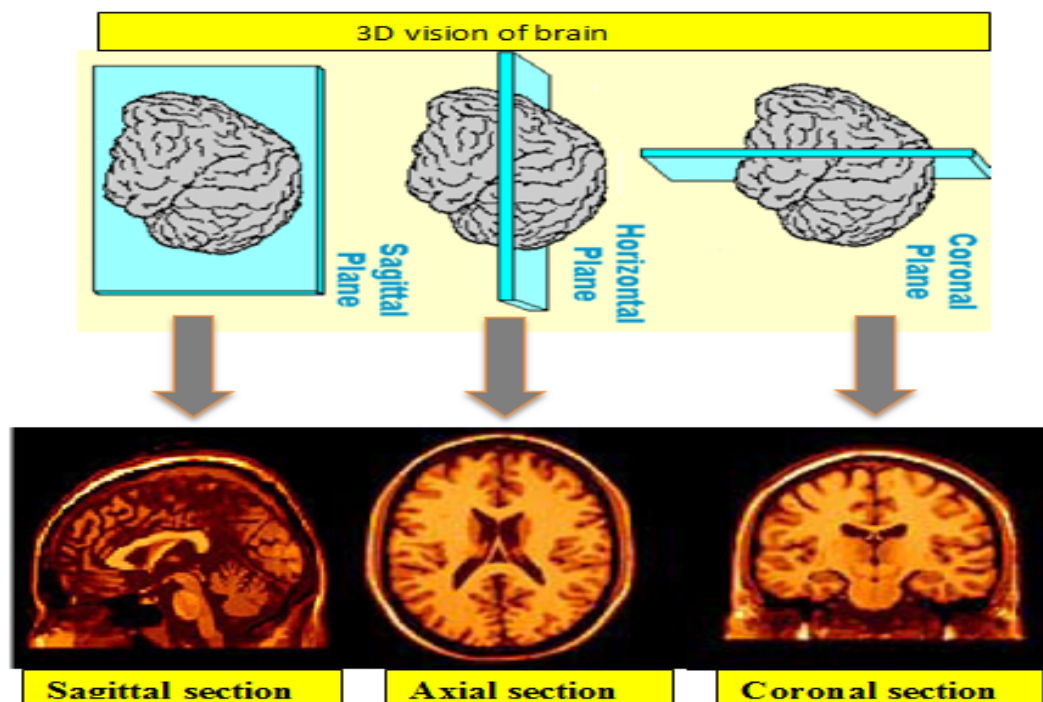 3D vision of brain
Sagittal
Plane
Horizontal
Plane
Coronal
Plane
Sagittal section
Axial section
Coronal section